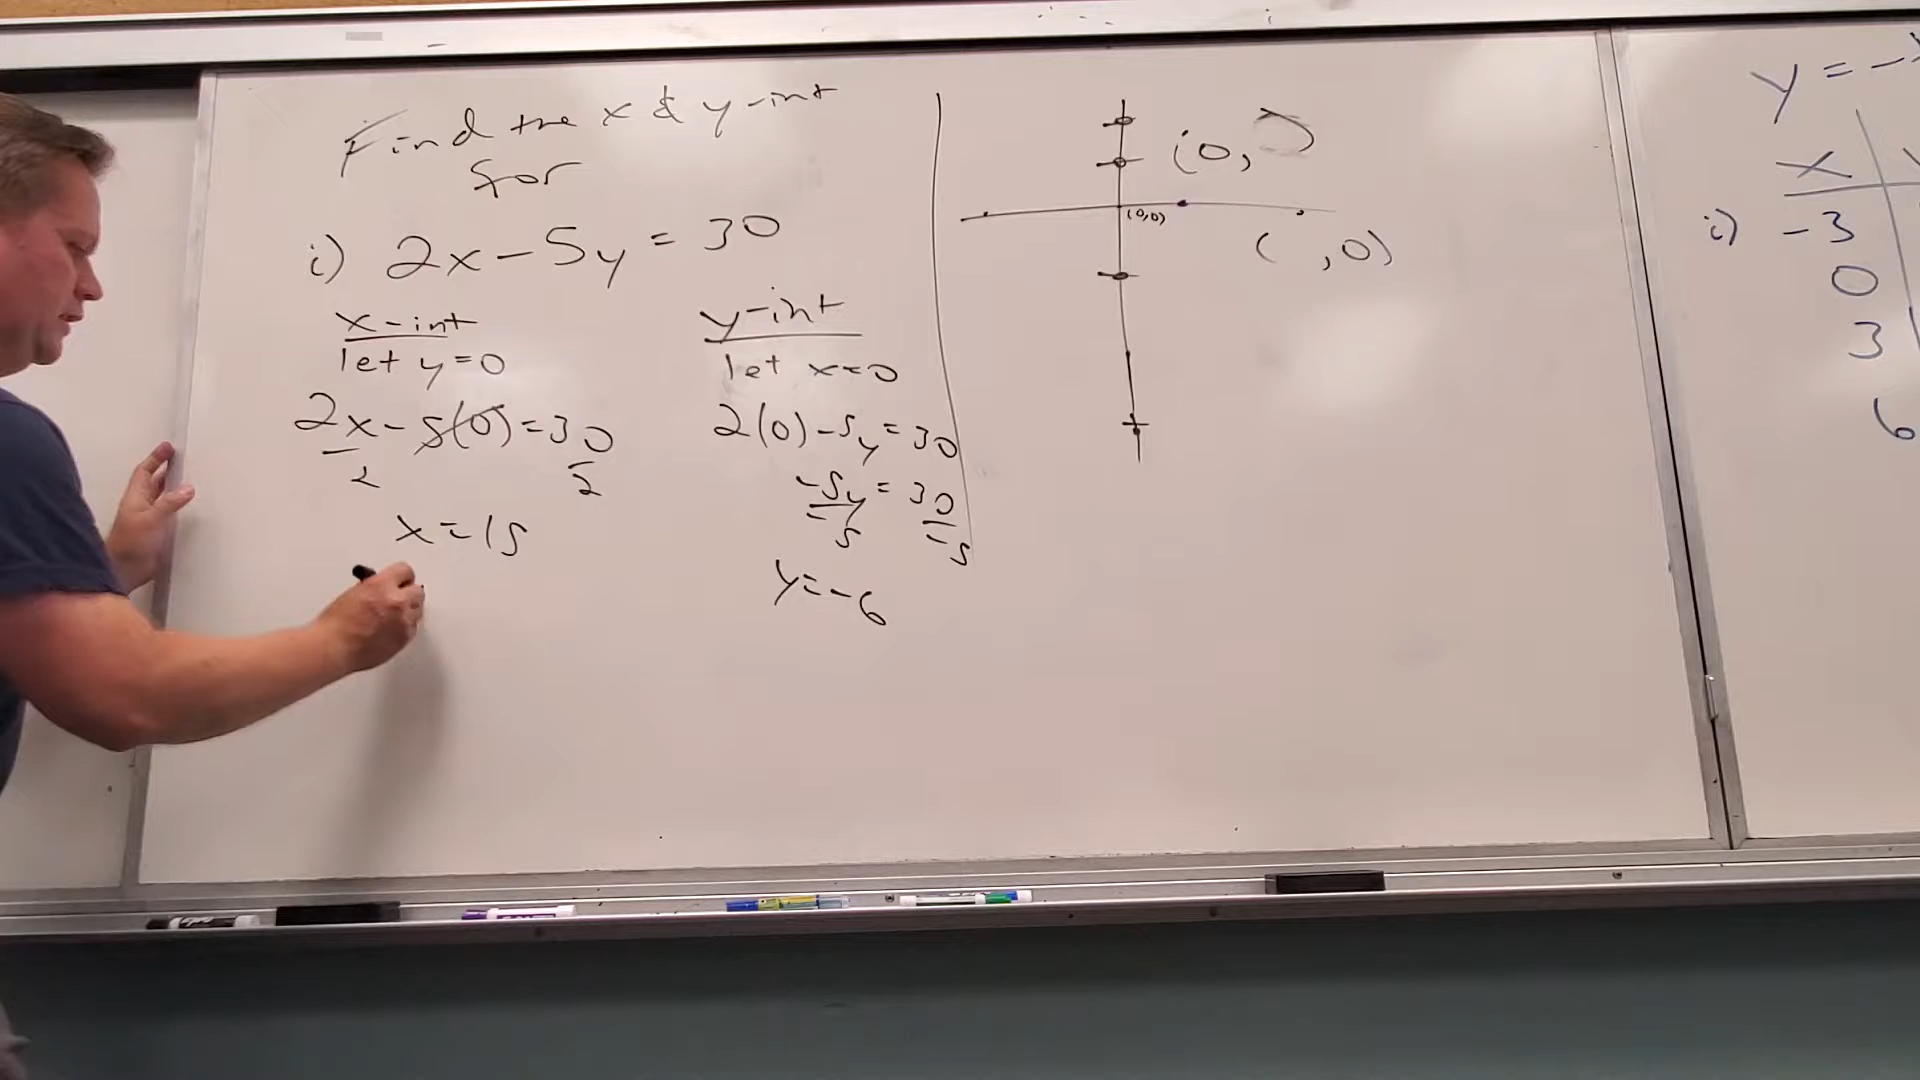 Find the x & y-int
for
i) 2x - 5y = 30
x-int
let y=0
2x - 5(0) = 30
2 2
x = 15
y-int
let x=0
2(0) - 5y = 30
-5y = 30
-5 -5
y = -6
(0, )
(0,0)
( ,0)
y = -x
x
i) -3
0
3
6